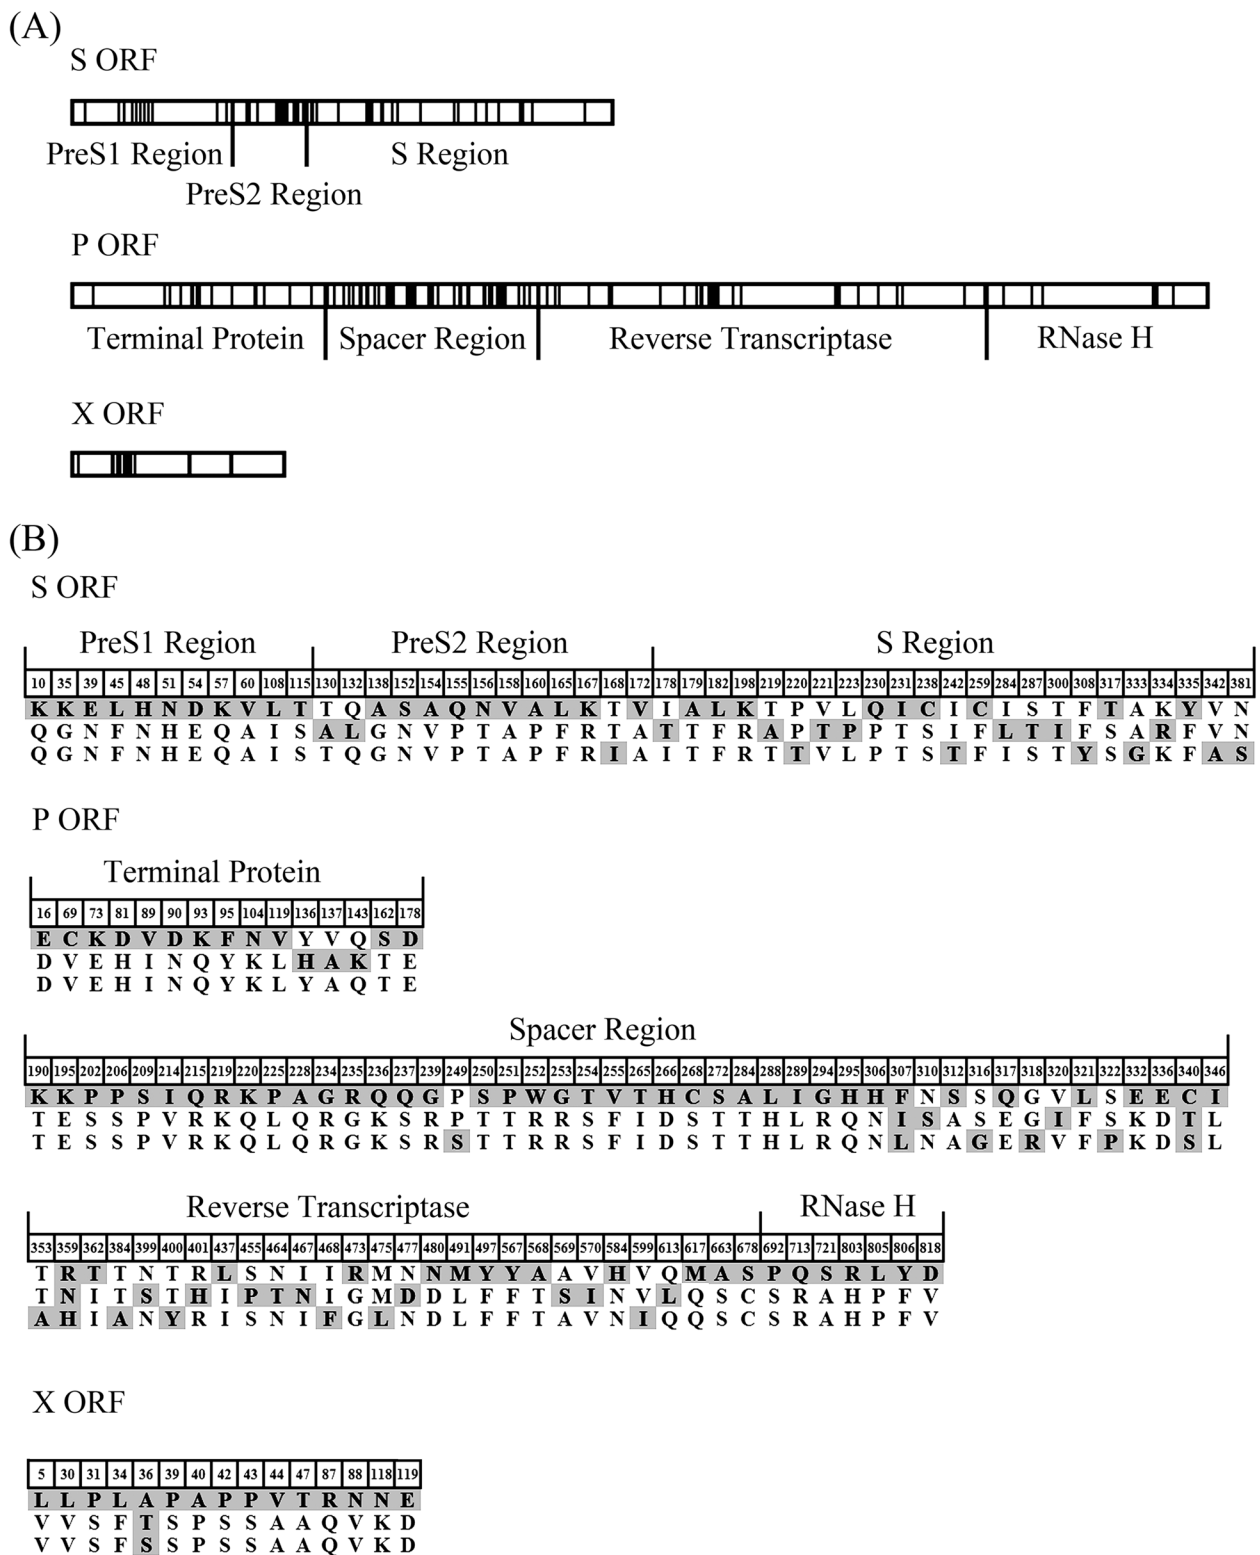 (A)
S ORF
PreS1 Region
S Region
PreS2 Region
P ORF
Terminal Protein
Spacer Region
Reverse Transcriptase
RNase H
X ORF
(B)
S ORF
PreS1 Region PreS2 Region S Region
10 35 39 45 48 51 54 57 60 108 115 130 132 138 152 154 155 156 158 160 165 167 168 172 178 179 182 198 219 220 221 223 230 231 238 242 259 284 287 300 308 317 333 334 335 342 381
K K E L H N D K V L T T Q A S A Q N V A L K T V I A L K T P V L Q I C I C I S T F T A K Y V N
Q G N F N H E Q A I S A L G N V P T A P F R T A T T F R A P T P P T S I F L T I F S A R F V N
Q G N F N H E Q A I S T Q G N V P T A P F R I A I T F R T T V L P T S T F I S T Y S G K F A S
P ORF
Terminal Protein
16 69 73 81 89 90 93 95 104 119 136 137 143 162 178
E C K D V D K F N V Y V Q S D
D V E H I N Q Y K L H A K T E
D V E H I N Q Y K L Y A Q T E
Spacer Region
190 195 202 206 209 214 215 219 220 225 228 234 235 236 237 239 249 250 251 252 253 254 255 265 266 268 272 284 288 289 294 295 306 307 310 312 316 317 318 320 321 322 332 336 340 346
K K P P S I Q R K P A G R Q Q G P S P W G T V T H C S A L I G H H F N S S Q G V L S E E C I
T E S S P V R K Q L Q R G K S R P T T R R S F I D S T T H L R Q N I S A S E G I F S K D T L
T E S S P V R K Q L Q R G K S R S T T R R S F I D S T T H L R Q N L N A G E R V F P K D S L
Reverse Transcriptase RNase H
353 359 362 384 399 400 401 437 455 464 467 468 473 475 477 480 491 497 567 568 569 570 584 599 613 617 663 678 692 713 721 803 805 806 818
T R T T N T R L S N I I R M N N M Y Y A A V H V Q M A S P Q S R L Y D
T N I T S T H I P T N I G M D D L F F T S I N V L Q S C S R A H P F V
A H I A N Y R I S N I F G L N D L F F T A V N I Q Q S C S R A H P F V
X ORF
5 30 31 34 36 39 40 42 43 44 47 87 88 118 119
L L P L A P A P P V T R N N E
V V S F T S P S S A A Q V K D
V V S F S S P S S A A Q V K D